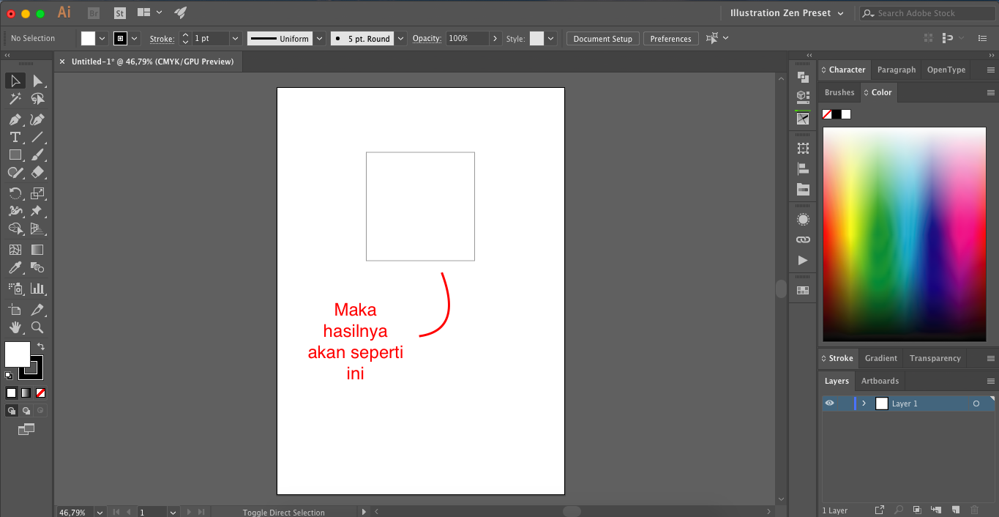 Ai Br St Illustration Zen Preset Search Adobe Stock
No Selection Stroke: 1 pt Uniform 5 pt. Round Opacity: 100% Style: Document Setup Preferences
× Untitled-1* @ 46,79% (CMYK/GPU Preview)
Character Paragraph OpenType
Brushes Color
Maka
hasilnya
akan seperti
ini
Stroke Gradient Transparency
Layers Artboards
Layer 1
1 Layer
46,79% 1 Toggle Direct Selection